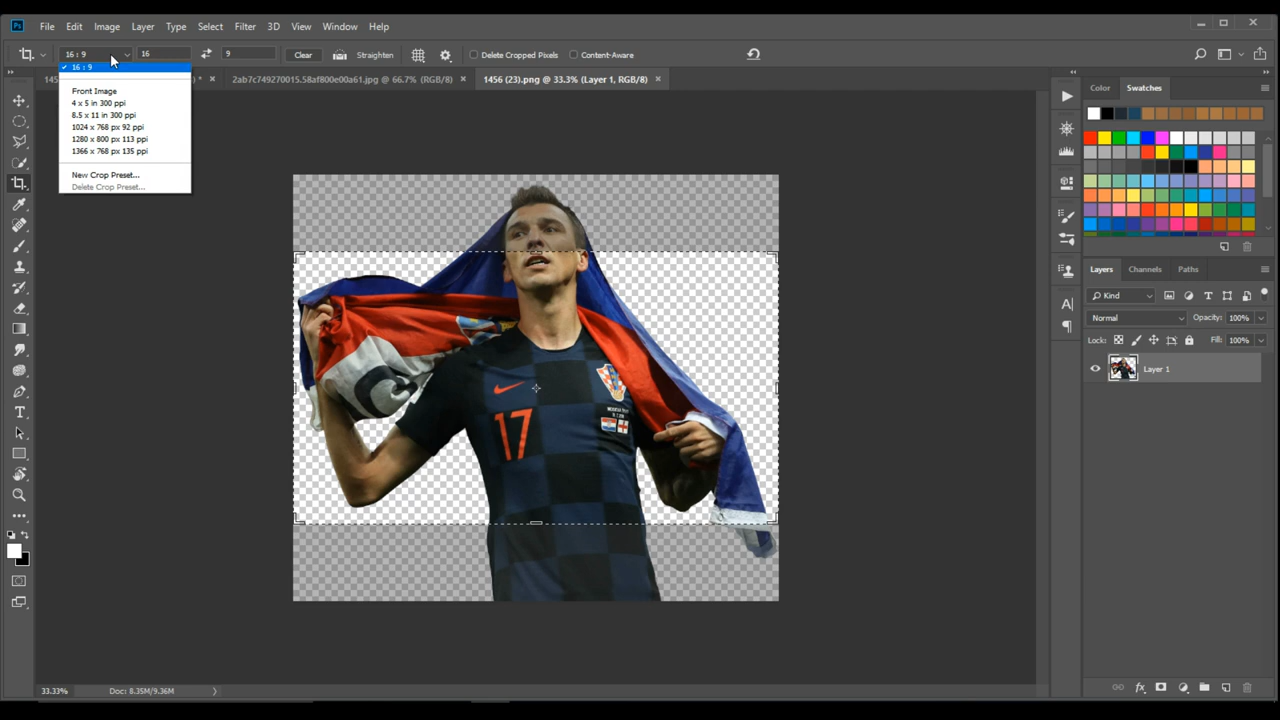 Ps File Edit Image Layer Type Select Filter 3D View Window Help
16 : 9 16 9 Clear Straighten Delete Cropped Pixels Content-Aware
16 : 9
Front Image
4 x 5 in 300 ppi
8.5 x 11 in 300 ppi
1024 x 768 px 92 ppi
1280 x 800 px 113 ppi
1366 x 768 px 135 ppi
New Crop Preset...
Delete Crop Preset...
2ab7c749270015.58af800e00a61.jpg @ 66.7% (RGB/8) ×
1456 (23).png @ 33.3% (Layer 1, RGB/8) ×
17
Color Swatches
Layers Channels Paths
Kind
Normal Opacity: 100%
Lock: Fill: 100%
Layer 1
33.33% Doc: 8.35M/9.36M